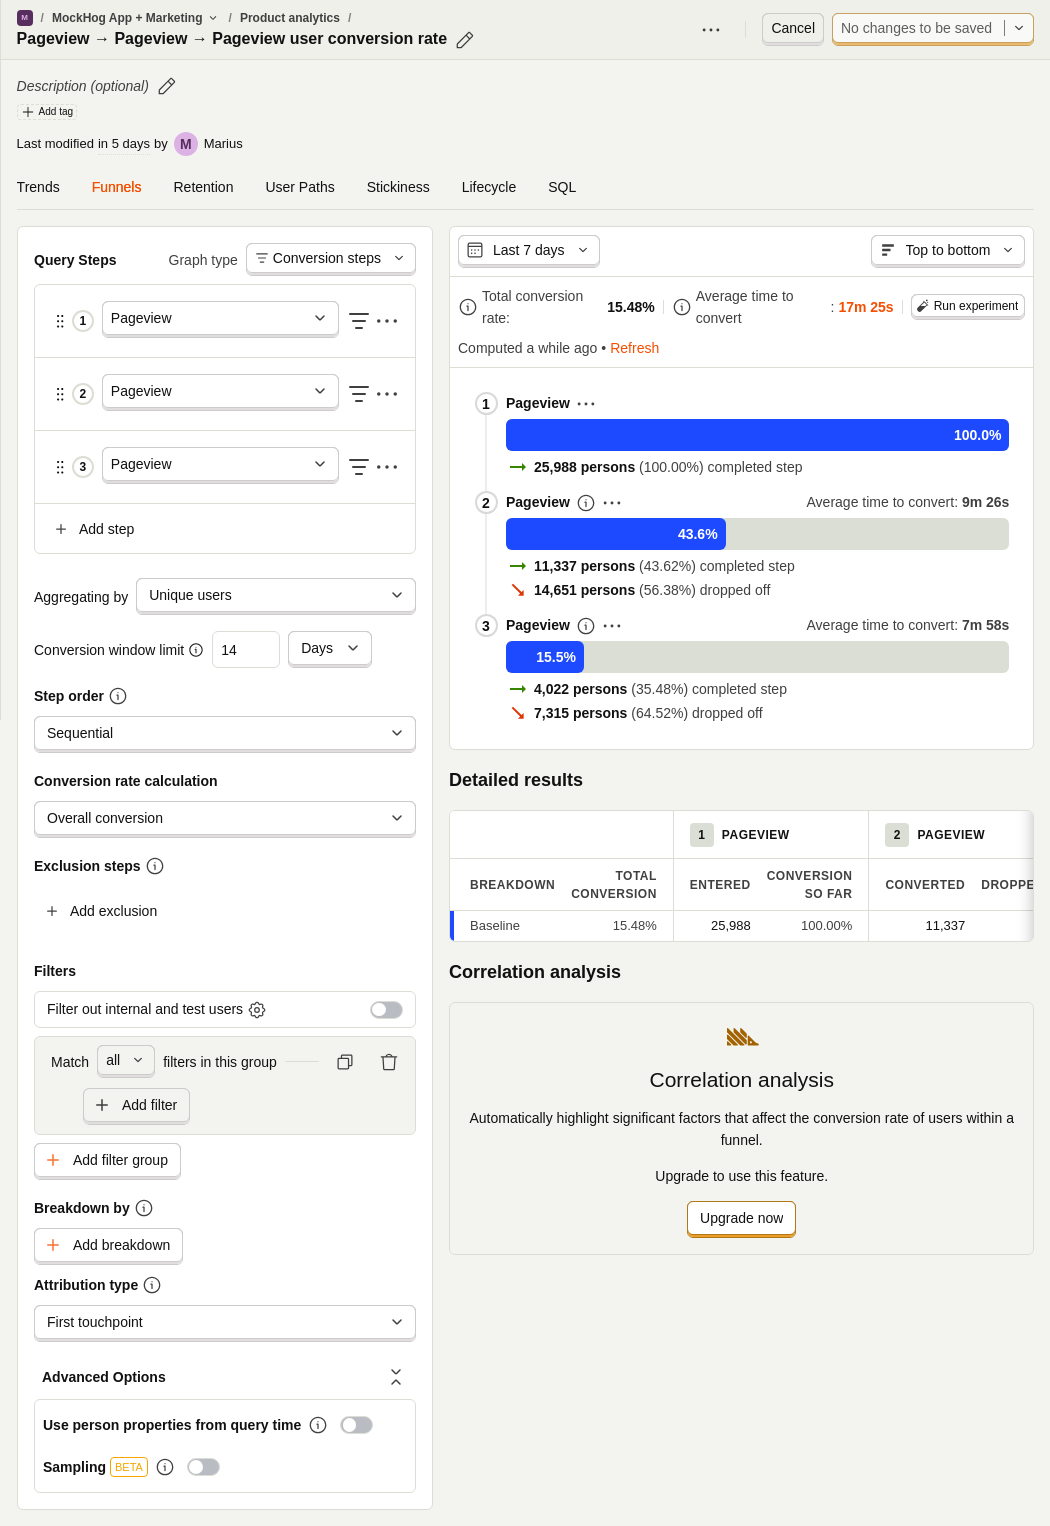 M / MockHog App + Marketing / Product analytics /
Pageview → Pageview → Pageview user conversion rate
Cancel
No changes to be saved
Description (optional)
Add tag
Last modified in 5 days by M Marius
Trends Funnels Retention User Paths Stickiness Lifecycle SQL
Query Steps
Graph type Conversion steps
1 Pageview
2 Pageview
3 Pageview
Add step
Aggregating by Unique users
Conversion window limit 14 Days
Step order
Sequential
Conversion rate calculation
Overall conversion
Exclusion steps
Add exclusion
Filters
Filter out internal and test users
Match all filters in this group
Add filter
Add filter group
Breakdown by
Add breakdown
Attribution type
First touchpoint
Advanced Options
Use person properties from query time
Sampling BETA
Last 7 days
Top to bottom
Total conversion rate: 15.48%
Average time to convert : 17m 25s
Run experiment
Computed a while ago • Refresh
1 Pageview
100.0%
25,988 persons (100.00%) completed step
2 Pageview Average time to convert: 9m 26s
43.6%
11,337 persons (43.62%) completed step
14,651 persons (56.38%) dropped off
3 Pageview Average time to convert: 7m 58s
15.5%
4,022 persons (35.48%) completed step
7,315 persons (64.52%) dropped off
Detailed results
1 PAGEVIEW 2 PAGEVIEW
BREAKDOWN TOTAL CONVERSION ENTERED CONVERSION SO FAR CONVERTED DROPPE
Baseline 15.48% 25,988 100.00% 11,337
Correlation analysis
Correlation analysis
Automatically highlight significant factors that affect the conversion rate of users within a
funnel.
Upgrade to use this feature.
Upgrade now